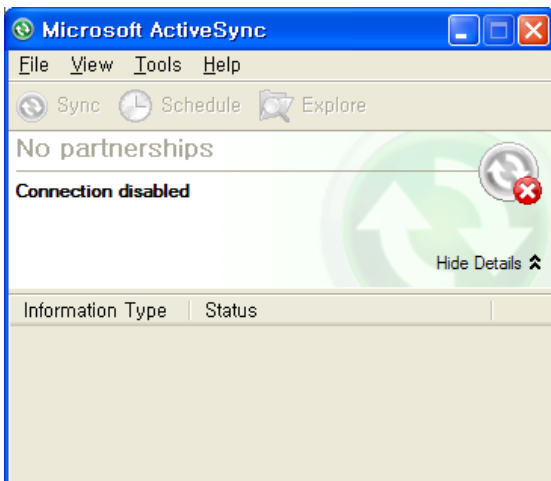 Microsoft ActiveSync
File View Tools Help
Sync Schedule Explore
No partnerships
Connection disabled
Hide Details
Information Type Status